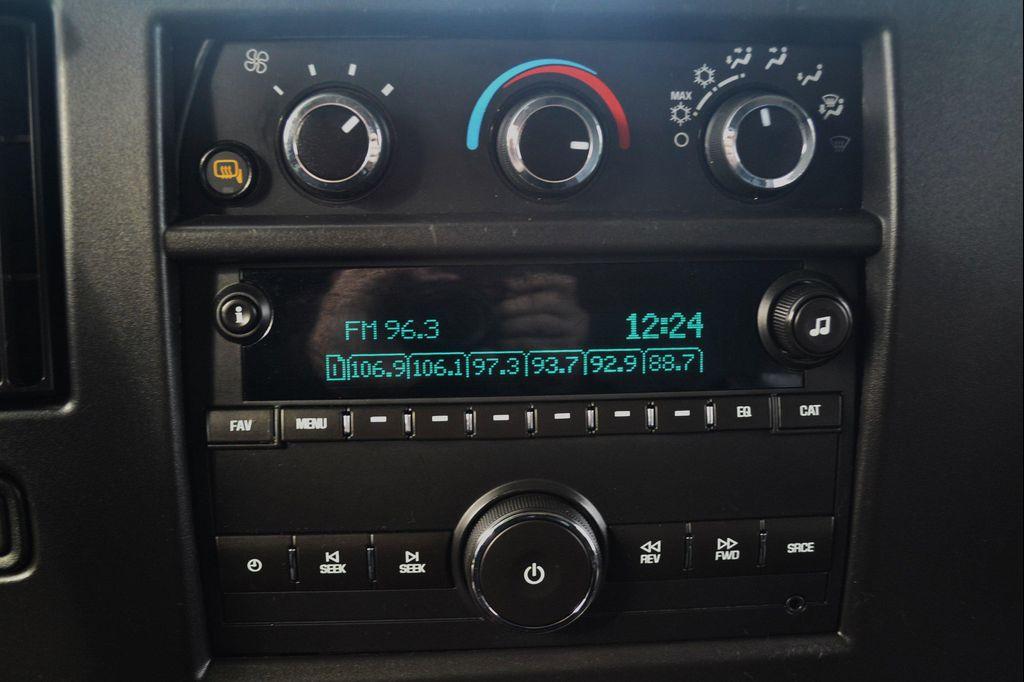 MAX
i
FM 96.3 12:24
1 106.9 106.1 97.3 93.7 92.9 88.7
FAV MENU EQ CAT
SEEK SEEK REV FWD SRCE